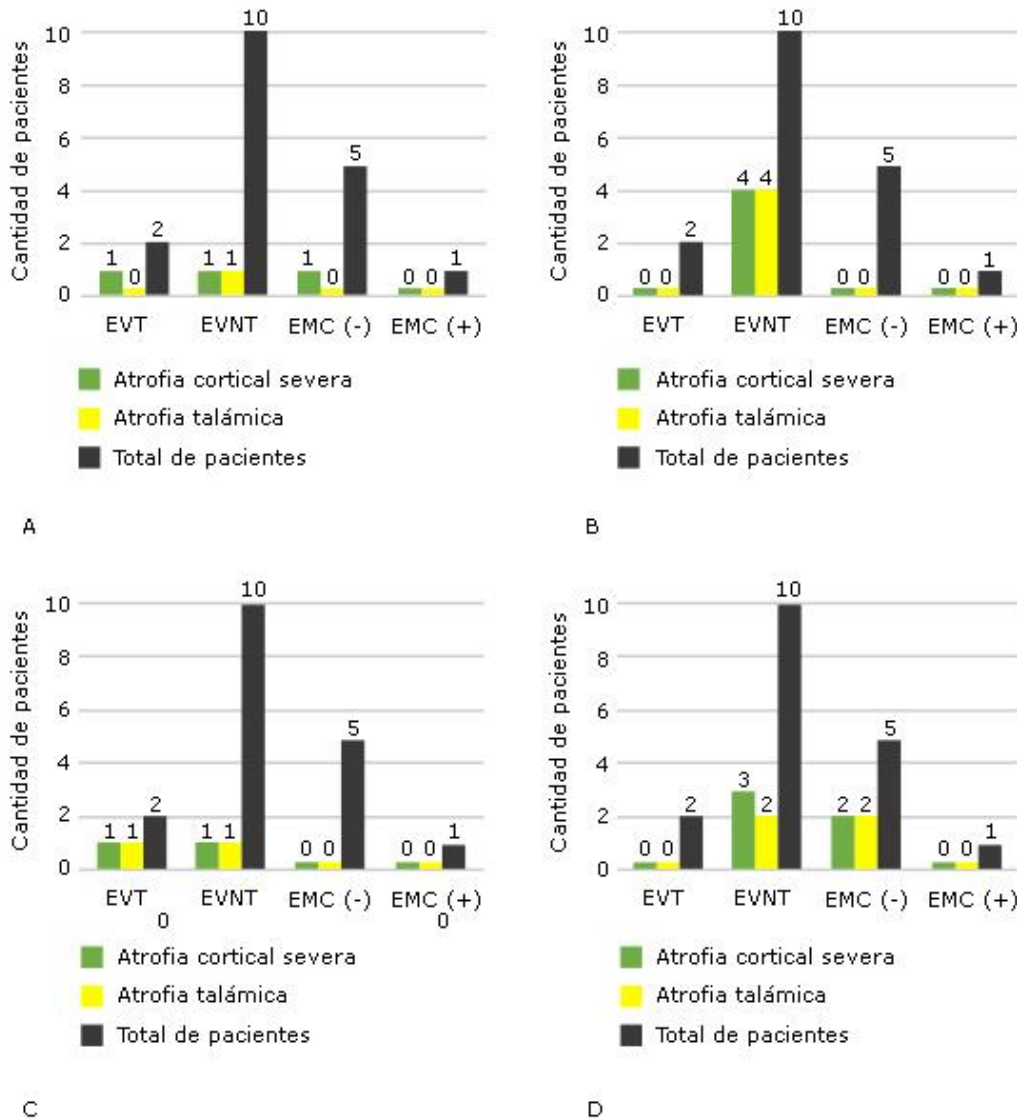 10
10
8
6
4
2
0
Cantidad de pacientes
1 0 2
1 1
1 0 5
0 0 1
EVT EVNT EMC (-) EMC (+)
Atrofia cortical severa
Atrofia talámica
Total de pacientes
A
10
10
8
6
4
2
0
Cantidad de pacientes
0 0 2
4 4
0 0 5
0 0 1
EVT EVNT EMC (-) EMC (+)
Atrofia cortical severa
Atrofia talámica
Total de pacientes
B
10
10
8
6
4
2
0
Cantidad de pacientes
1 1 2
1 1
0 0 5
0 0 1
EVT EVNT EMC (-) EMC (+)
0 0
Atrofia cortical severa
Atrofia talámica
Total de pacientes
C
10
10
8
6
4
2
0
Cantidad de pacientes
0 0 2
3 2
2 2 5
0 0 1
EVT EVNT EMC (-) EMC (+)
Atrofia cortical severa
Atrofia talámica
Total de pacientes
D